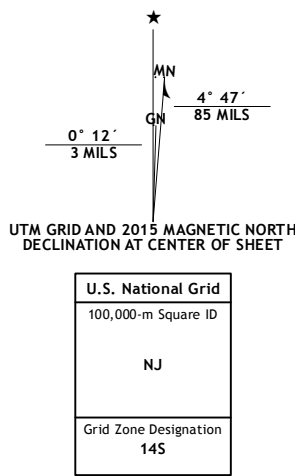 MN
4° 47´
85 MILS
GN
0° 12´
3 MILS
UTM GRID AND 2015 MAGNETIC NORTH
DECLINATION AT CENTER OF SHEET
U.S. National Grid
100,000-m Square ID
NJ
Grid Zone Designation
14S